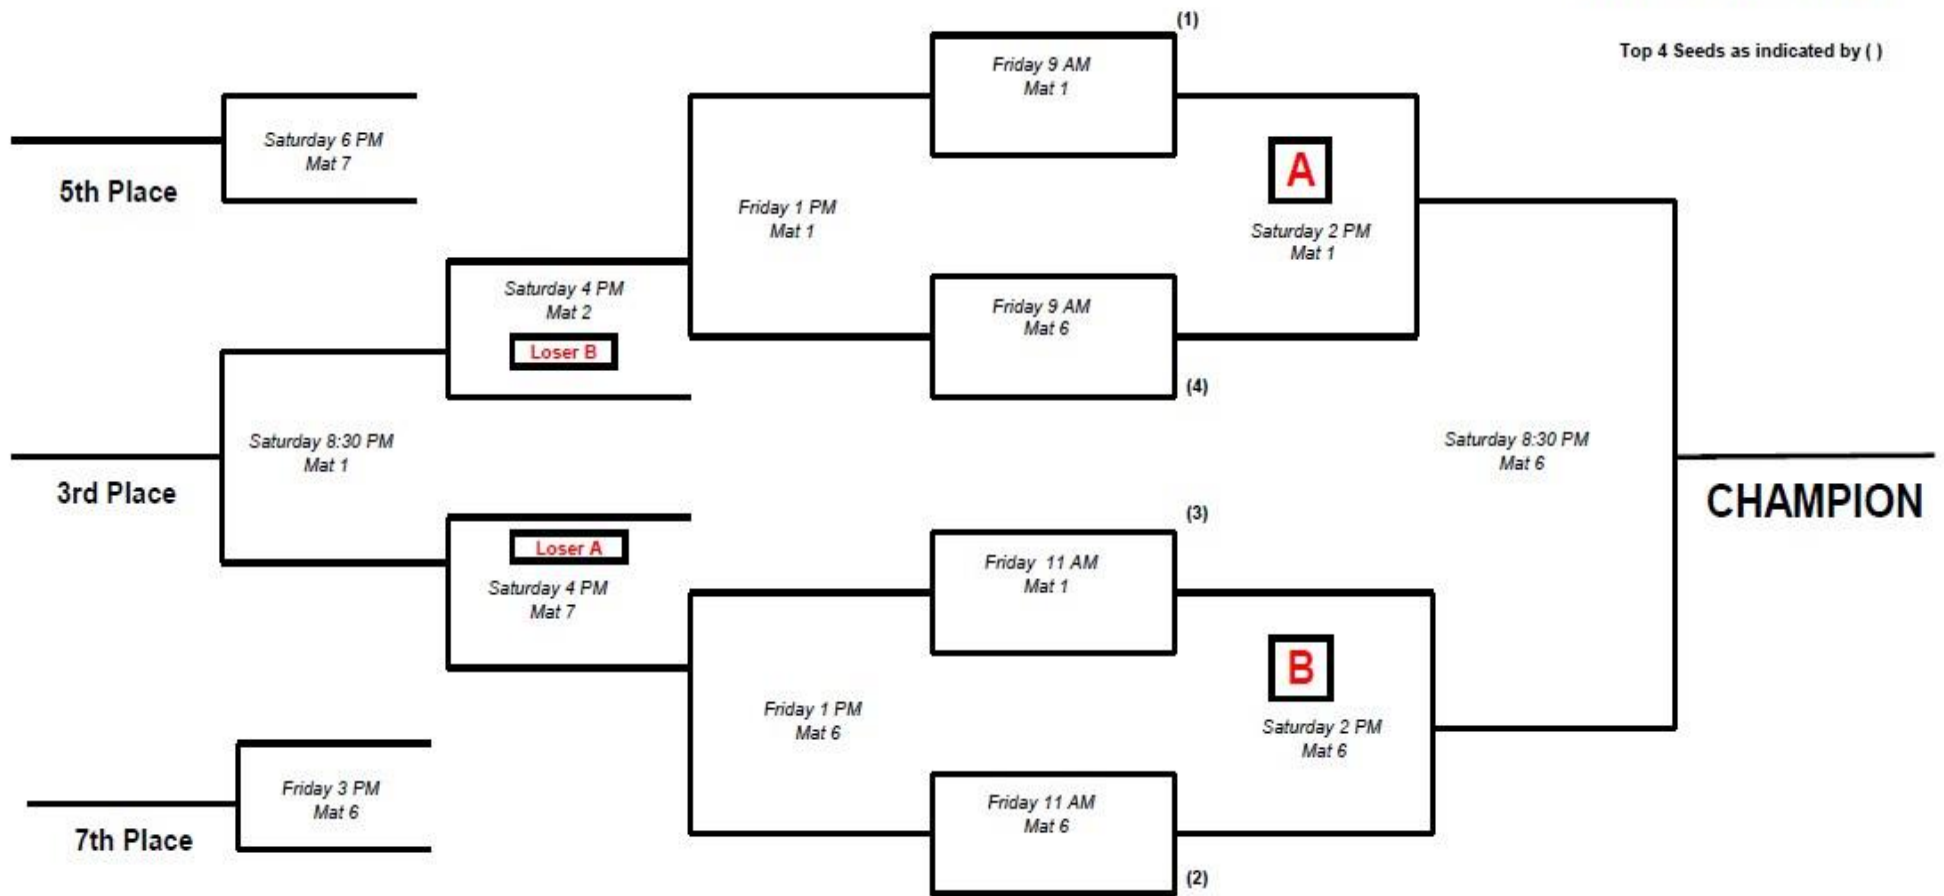 (1)
Top 4 Seeds as indicated by ( )
Friday 9 AM
Mat 1
Saturday 6 PM
Mat 7
5th Place
A
Friday 1 PM
Mat 1
Saturday 2 PM
Mat 1
Saturday 4 PM
Mat 2
Loser B
Friday 9 AM
Mat 6
(4)
Saturday 8:30 PM
Mat 1
Saturday 8:30 PM
Mat 6
3rd Place
CHAMPION
(3)
Loser A
Saturday 4 PM
Mat 7
Friday 11 AM
Mat 1
B
Friday 1 PM
Mat 6
Saturday 2 PM
Mat 6
Friday 3 PM
Mat 6
7th Place
Friday 11 AM
Mat 6
(2)